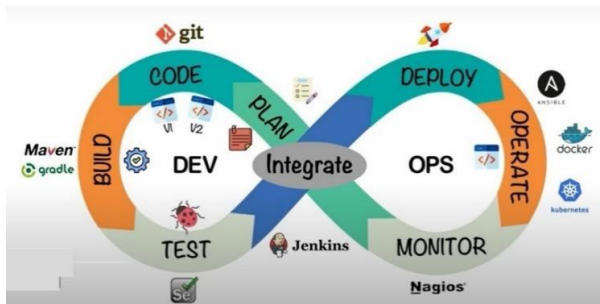 git
CODE
DEPLOY
PLAN
</>
</>
V1
V2
ANSIBLE
Maven
gradle
BUILD
DEV
Integrate
OPS
</>
OPERATE
docker
kubernetes
TEST
Jenkins
MONITOR
Se
Nagios